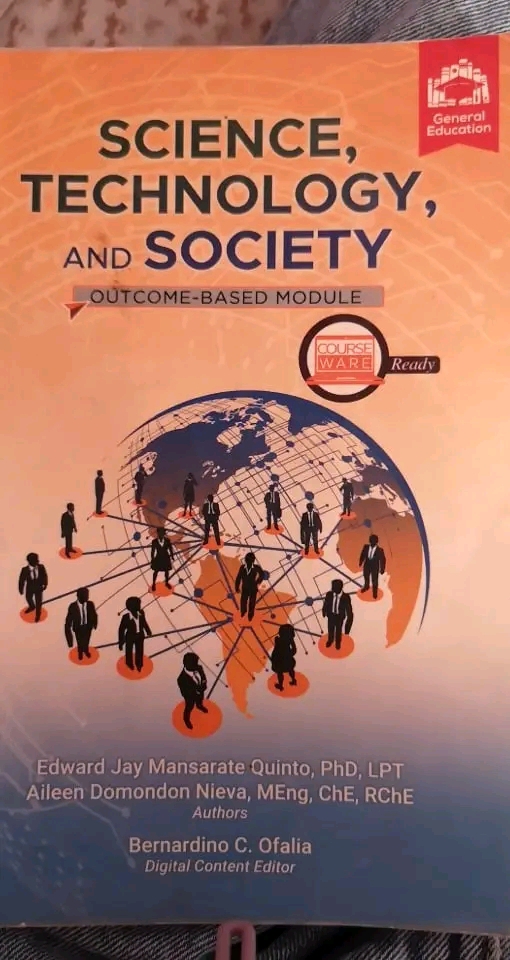 General
Education
SCIENCE,
TECHNOLOGY,
AND SOCIETY
OUTCOME-BASED MODULE
COURSE
WARE
Ready
Edward Jay Mansarate Quinto, PhD, LPT
Aileen Domondon Nieva, MEng, ChE, RChE
Authors
Bernardino C. Ofalia
Digital Content Editor